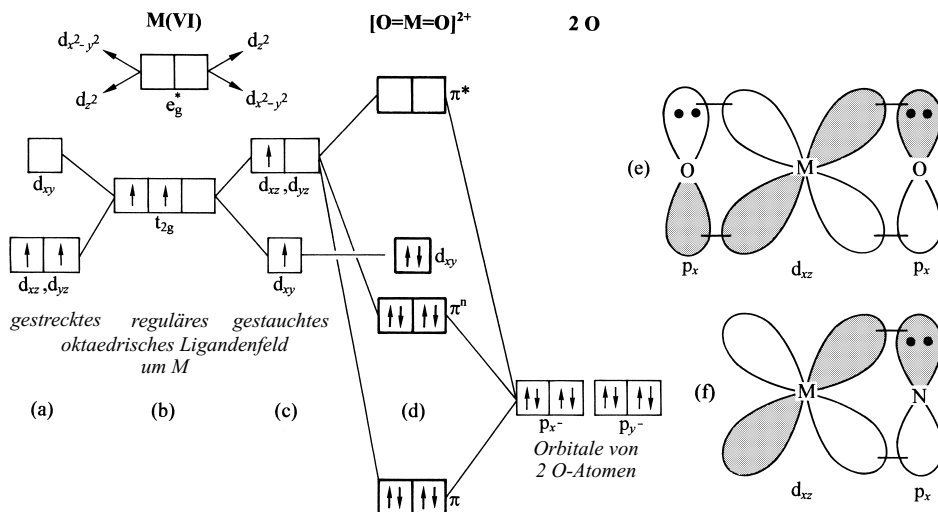 M(VI)
[O=M=O]²⁺
2 O
dx²–y²
dz²
dz²
dx²–y²
e*g
π*
dxy
t2g
dxz,dyz
dxz,dyz
dxy
dxy
πⁿ
gestrecktes reguläres gestauchtes
oktaedrisches Ligandenfeld
um M
(a) (b) (c) (d)
px- py-
Orbitale von
2 O-Atomen
π
(e)
O M O
px dxz px
(f)
M N
dxz px